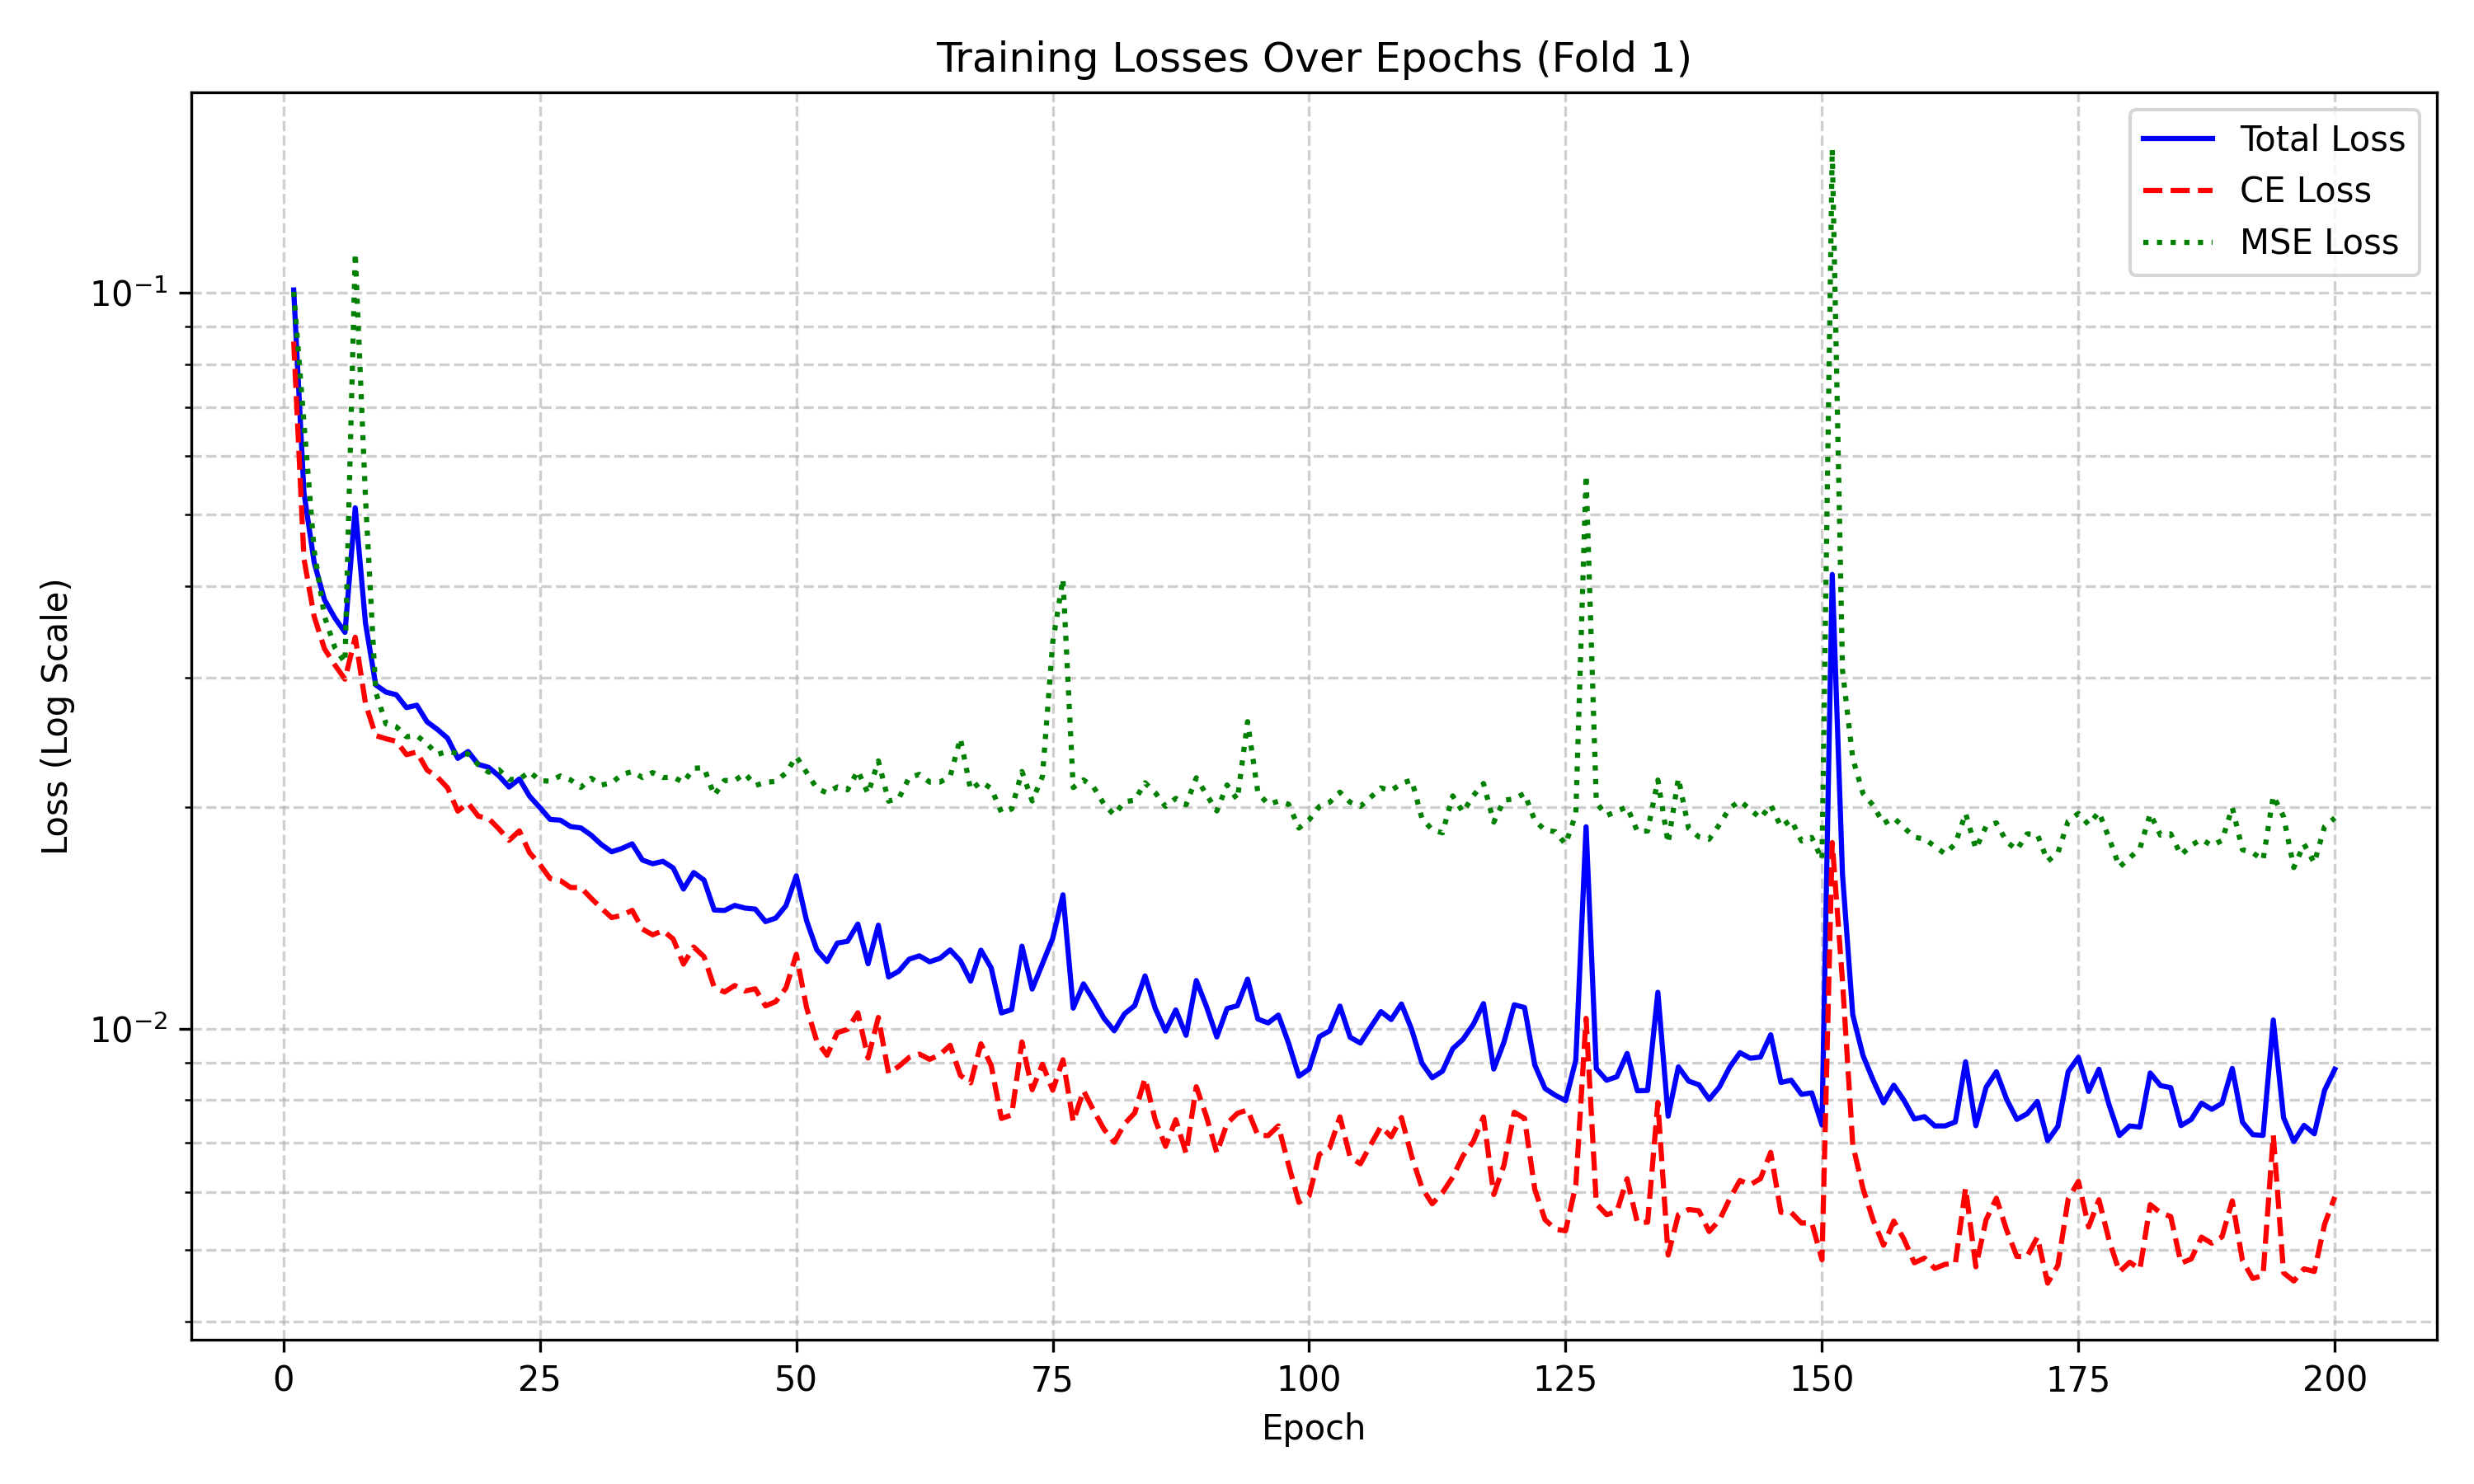 Training Losses Over Epochs (Fold 1)
Total Loss
CE Loss
MSE Loss
10⁻¹
10⁻²
Loss (Log Scale)
0 25 50 75 100 125 150 175 200
Epoch